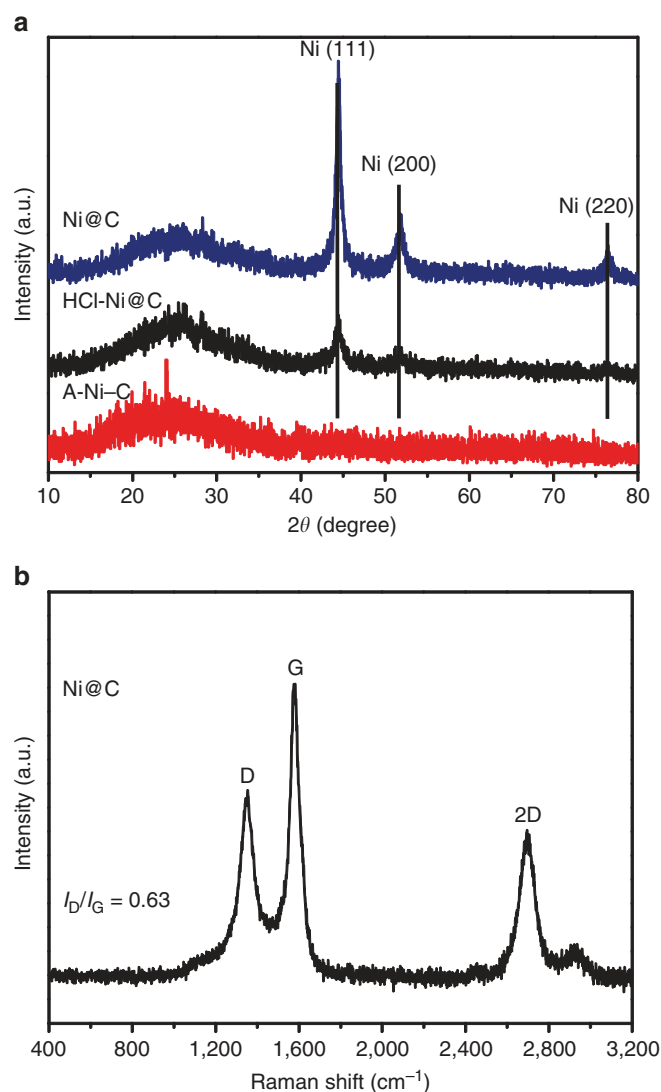 a
Ni (111)
Ni (200)
Ni (220)
Ni@C
HCl-Ni@C
A-Ni–C
Intensity (a.u.)
10 20 30 40 50 60 70 80
2θ (degree)
b
Ni@C
G
D
2D
I_D/I_G = 0.63
Intensity (a.u.)
400 800 1,200 1,600 2,000 2,400 2,800 3,200
Raman shift (cm⁻¹)